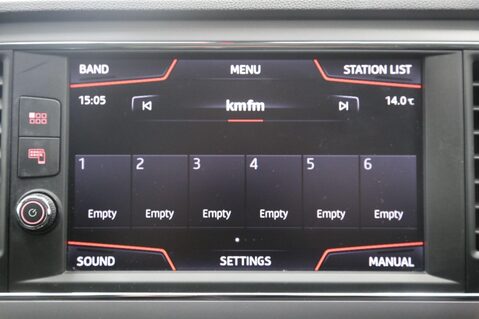 BAND MENU STATION LIST
15:05 kmfm 14.0°C
1 2 3 4 5 6
Empty Empty Empty Empty Empty Empty
SOUND SETTINGS MANUAL